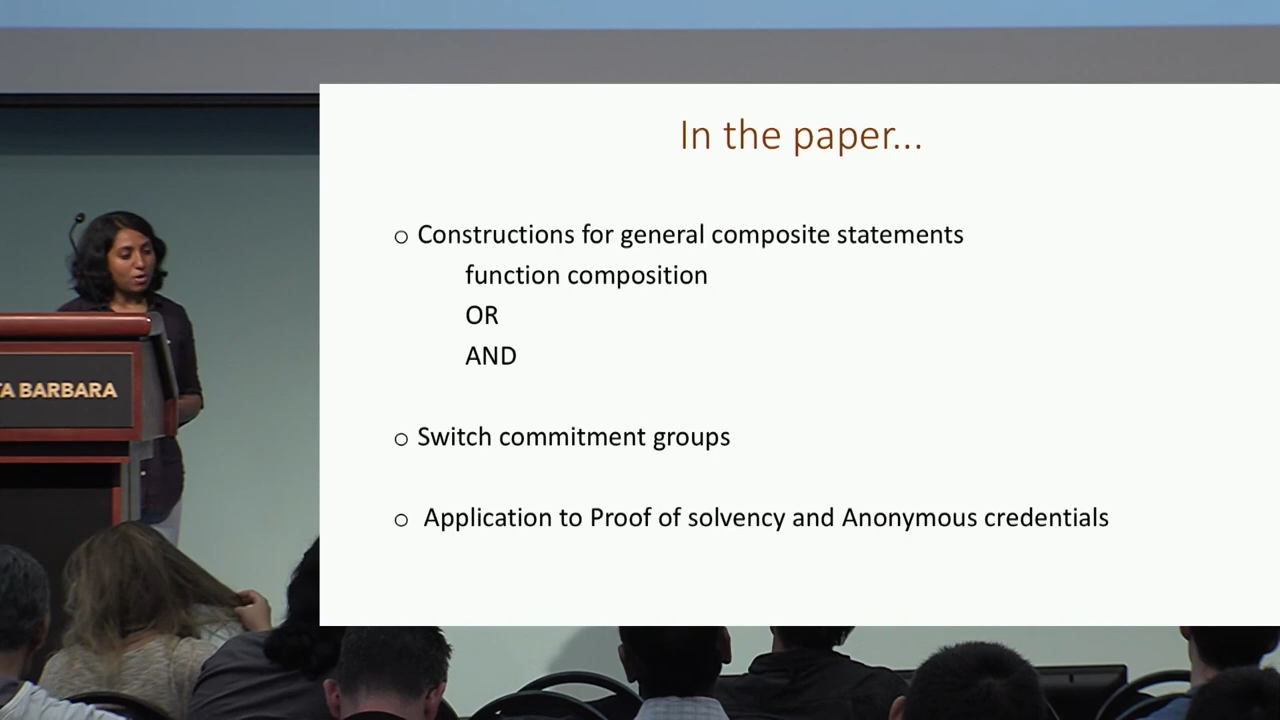 In the paper...
o Constructions for general composite statements
function composition
OR
AND
o Switch commitment groups
o Application to Proof of solvency and Anonymous credentials
TA BARBARA